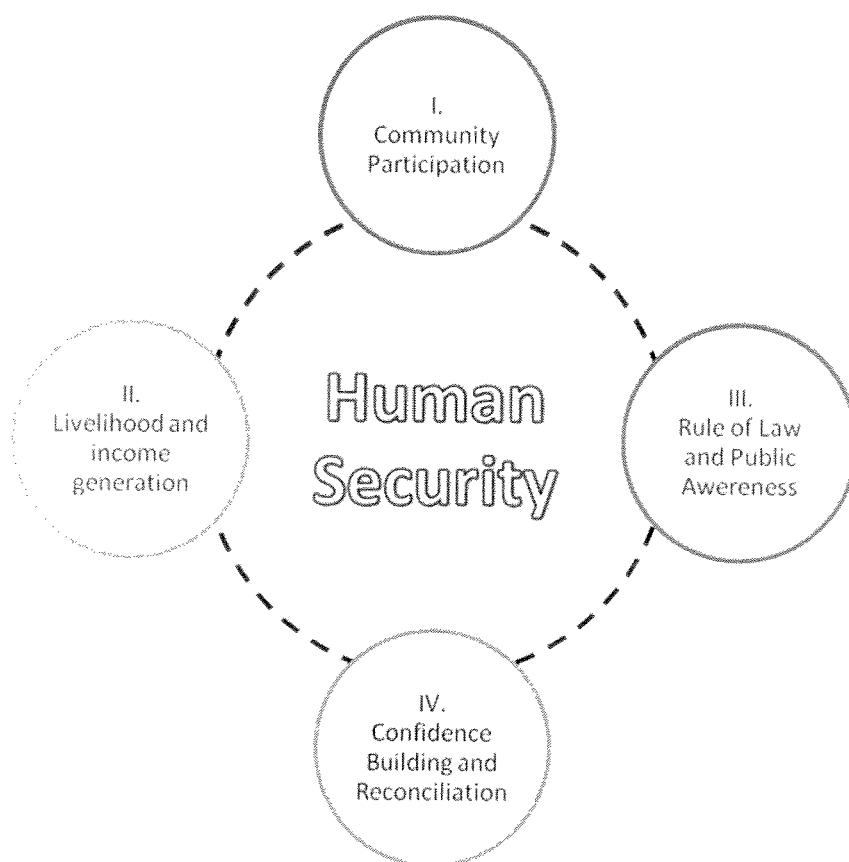 I.
Community
Participation
Human
Security
II.
Livelihood and
income
generation
III.
Rule of Law
and Public
Awereness
IV.
Confidence
Building and
Reconciliation